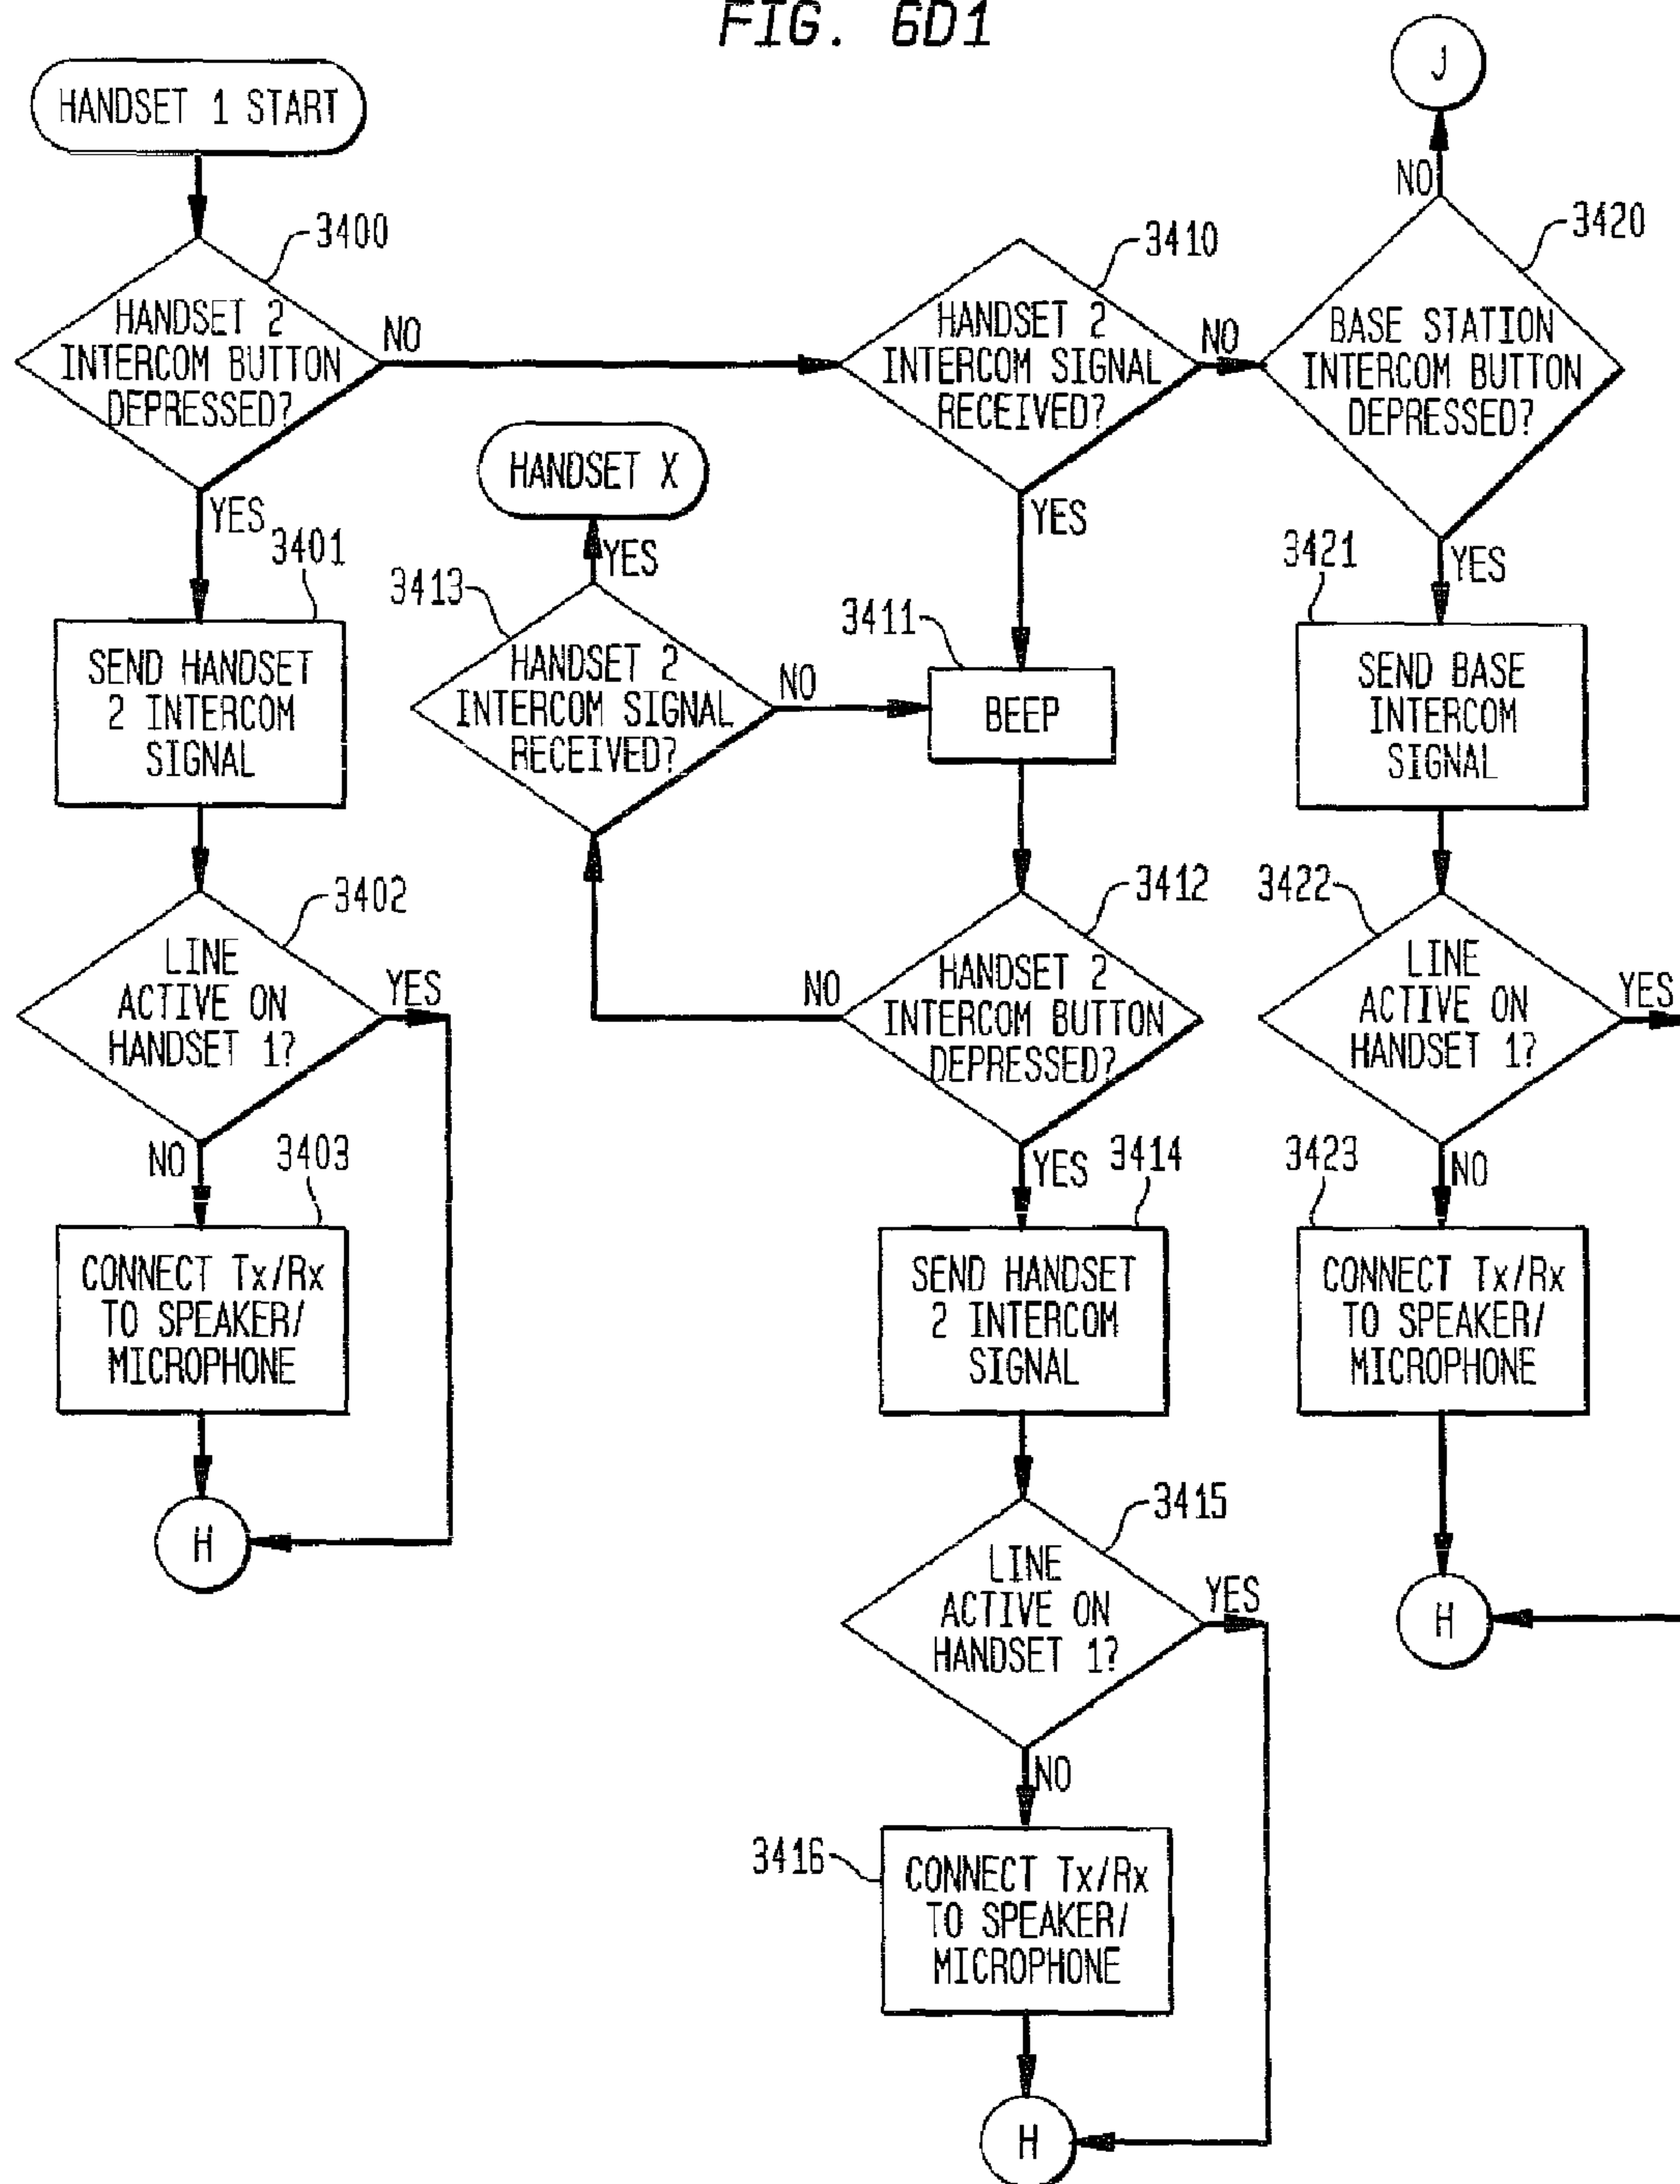 FIG. 6D1
HANDSET 1 START
3400
HANDSET 2
INTERCOM BUTTON
DEPRESSED?
NO
YES
3401
SEND HANDSET
2 INTERCOM
SIGNAL
3402
LINE
ACTIVE ON
HANDSET 1?
YES
NO
3403
CONNECT Tx/Rx
TO SPEAKER/
MICROPHONE
H
HANDSET X
YES
3413
HANDSET 2
INTERCOM SIGNAL
RECEIVED?
NO
3410
HANDSET 2
INTERCOM SIGNAL
RECEIVED?
NO
YES
3411
BEEP
3412
HANDSET 2
INTERCOM BUTTON
DEPRESSED?
NO
YES
3414
SEND HANDSET
2 INTERCOM
SIGNAL
3415
LINE
ACTIVE ON
HANDSET 1?
YES
NO
3416
CONNECT Tx/Rx
TO SPEAKER/
MICROPHONE
H
J
NO
3420
BASE STATION
INTERCOM BUTTON
DEPRESSED?
YES
3421
SEND BASE
INTERCOM
SIGNAL
3422
LINE
ACTIVE ON
HANDSET 1?
YES
NO
3423
CONNECT Tx/Rx
TO SPEAKER/
MICROPHONE
H